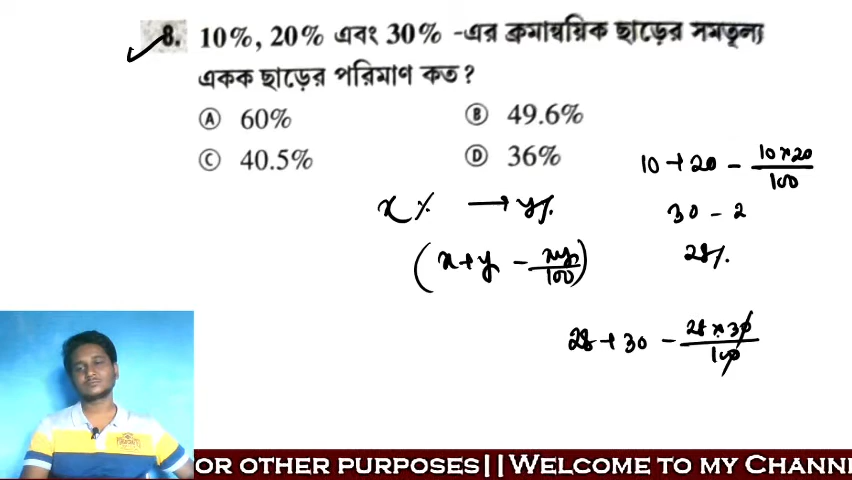 8. 10%, 20% এবং 30% -এর ক্রমান্বয়িক ছাড়ের সমতুল্য
একক ছাড়ের পরিমাণ কত ?
Ⓐ 60% Ⓑ 49.6%
Ⓒ 40.5% Ⓓ 36%
10 + 20 - 10×20/100
30 - 2
28%.
x % → y%.
(x+y - xy/100)
28 + 30 - 28×30/100
OR OTHER PURPOSES||WELCOME TO MY CHANNE